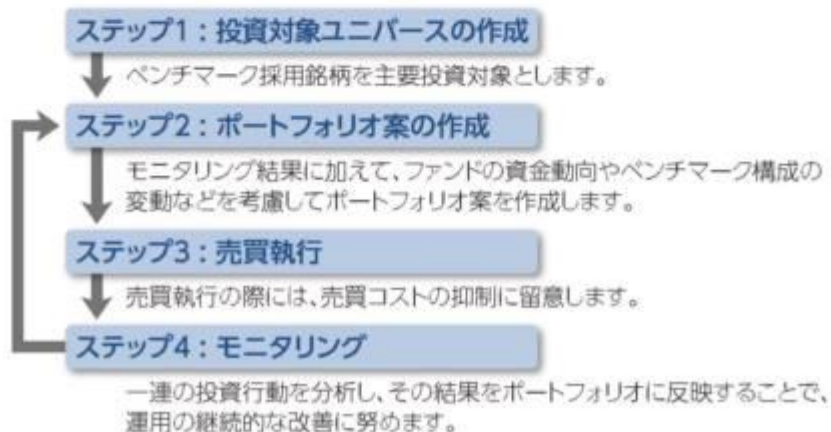 ステップ1：投資対象ユニバースの作成
ベンチマーク採用銘柄を主要投資対象とします。
ステップ2：ポートフォリオ案の作成
モニタリング結果に加えて、ファンドの資金動向やベンチマーク構成の
変動などを考慮してポートフォリオ案を作成します。
ステップ3：売買執行
売買執行の際には、売買コストの抑制に留意します。
ステップ4：モニタリング
一連の投資行動を分析し、その結果をポートフォリオに反映することで、
運用の継続的な改善に努めます。